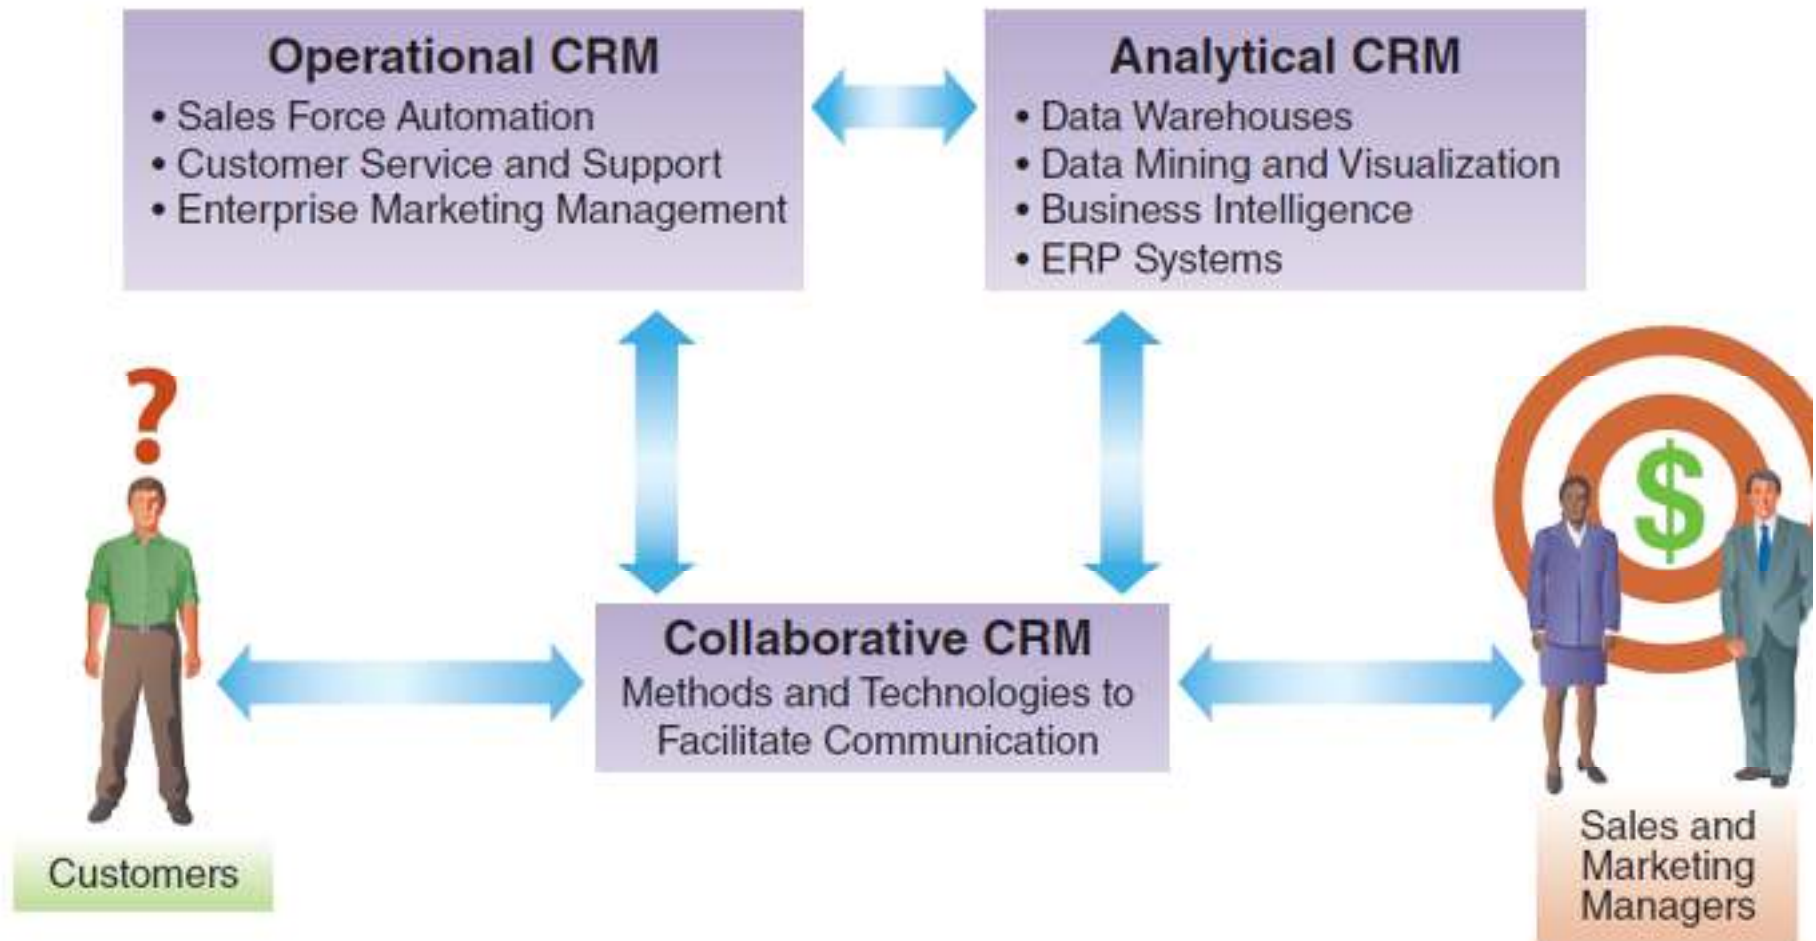 Operational CRM
• Sales Force Automation
• Customer Service and Support
• Enterprise Marketing Management
Analytical CRM
• Data Warehouses
• Data Mining and Visualization
• Business Intelligence
• ERP Systems
?
$
Collaborative CRM
Methods and Technologies to
Facilitate Communication
Customers
Sales and
Marketing
Managers